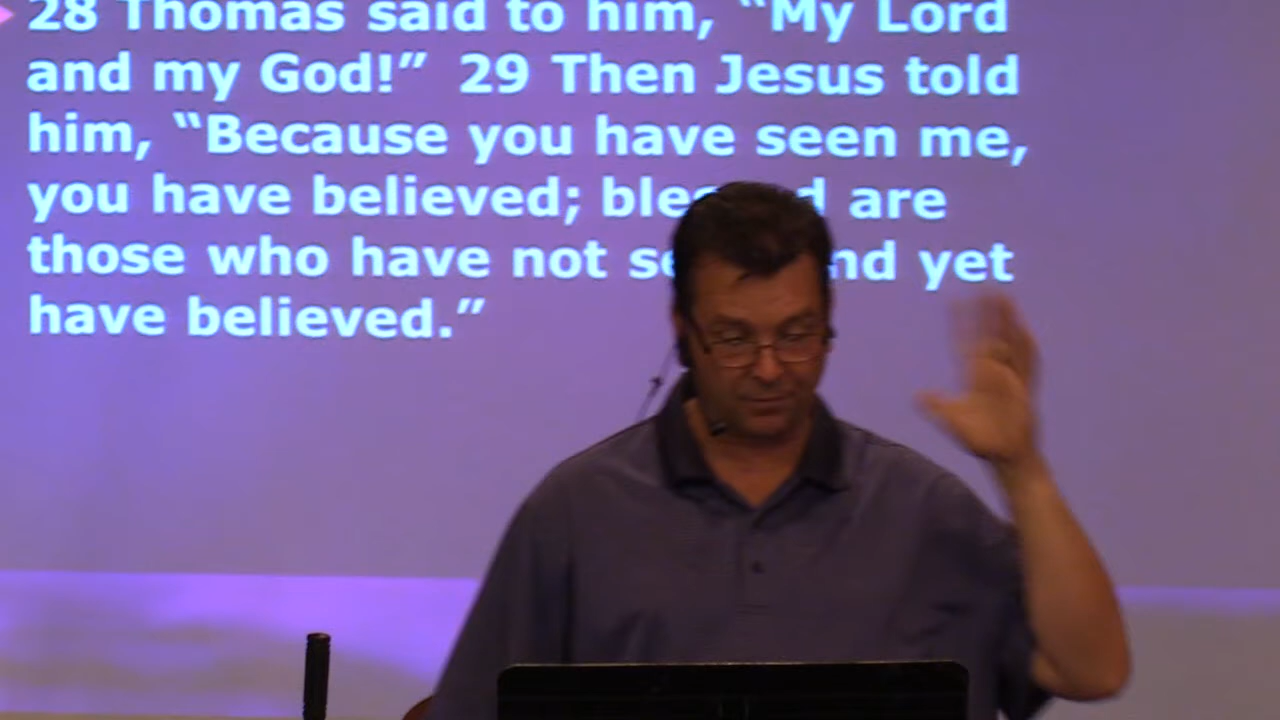 28 Thomas said to him, “My Lord
and my God!” 29 Then Jesus told
him, “Because you have seen me,
you have believed; are
those who have not yet
have believed.”